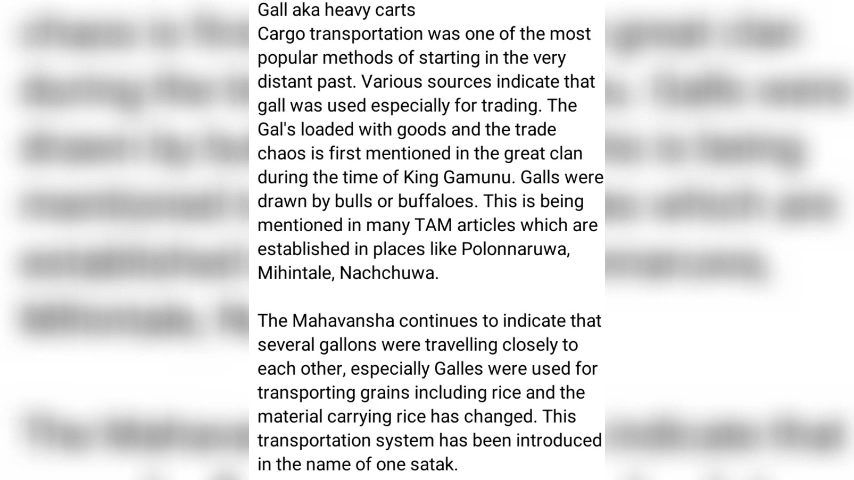 Gall aka heavy carts
Cargo transportation was one of the most
popular methods of starting in the very
distant past. Various sources indicate that
gall was used especially for trading. The
Gal's loaded with goods and the trade
chaos is first mentioned in the great clan
during the time of King Gamunu. Galls were
drawn by bulls or buffaloes. This is being
mentioned in many TAM articles which are
established in places like Polonnaruwa,
Mihintale, Nachchuwa.

The Mahavansha continues to indicate that
several gallons were travelling closely to
each other, especially Galles were used for
transporting grains including rice and the
material carrying rice has changed. This
transportation system has been introduced
in the name of one satak.